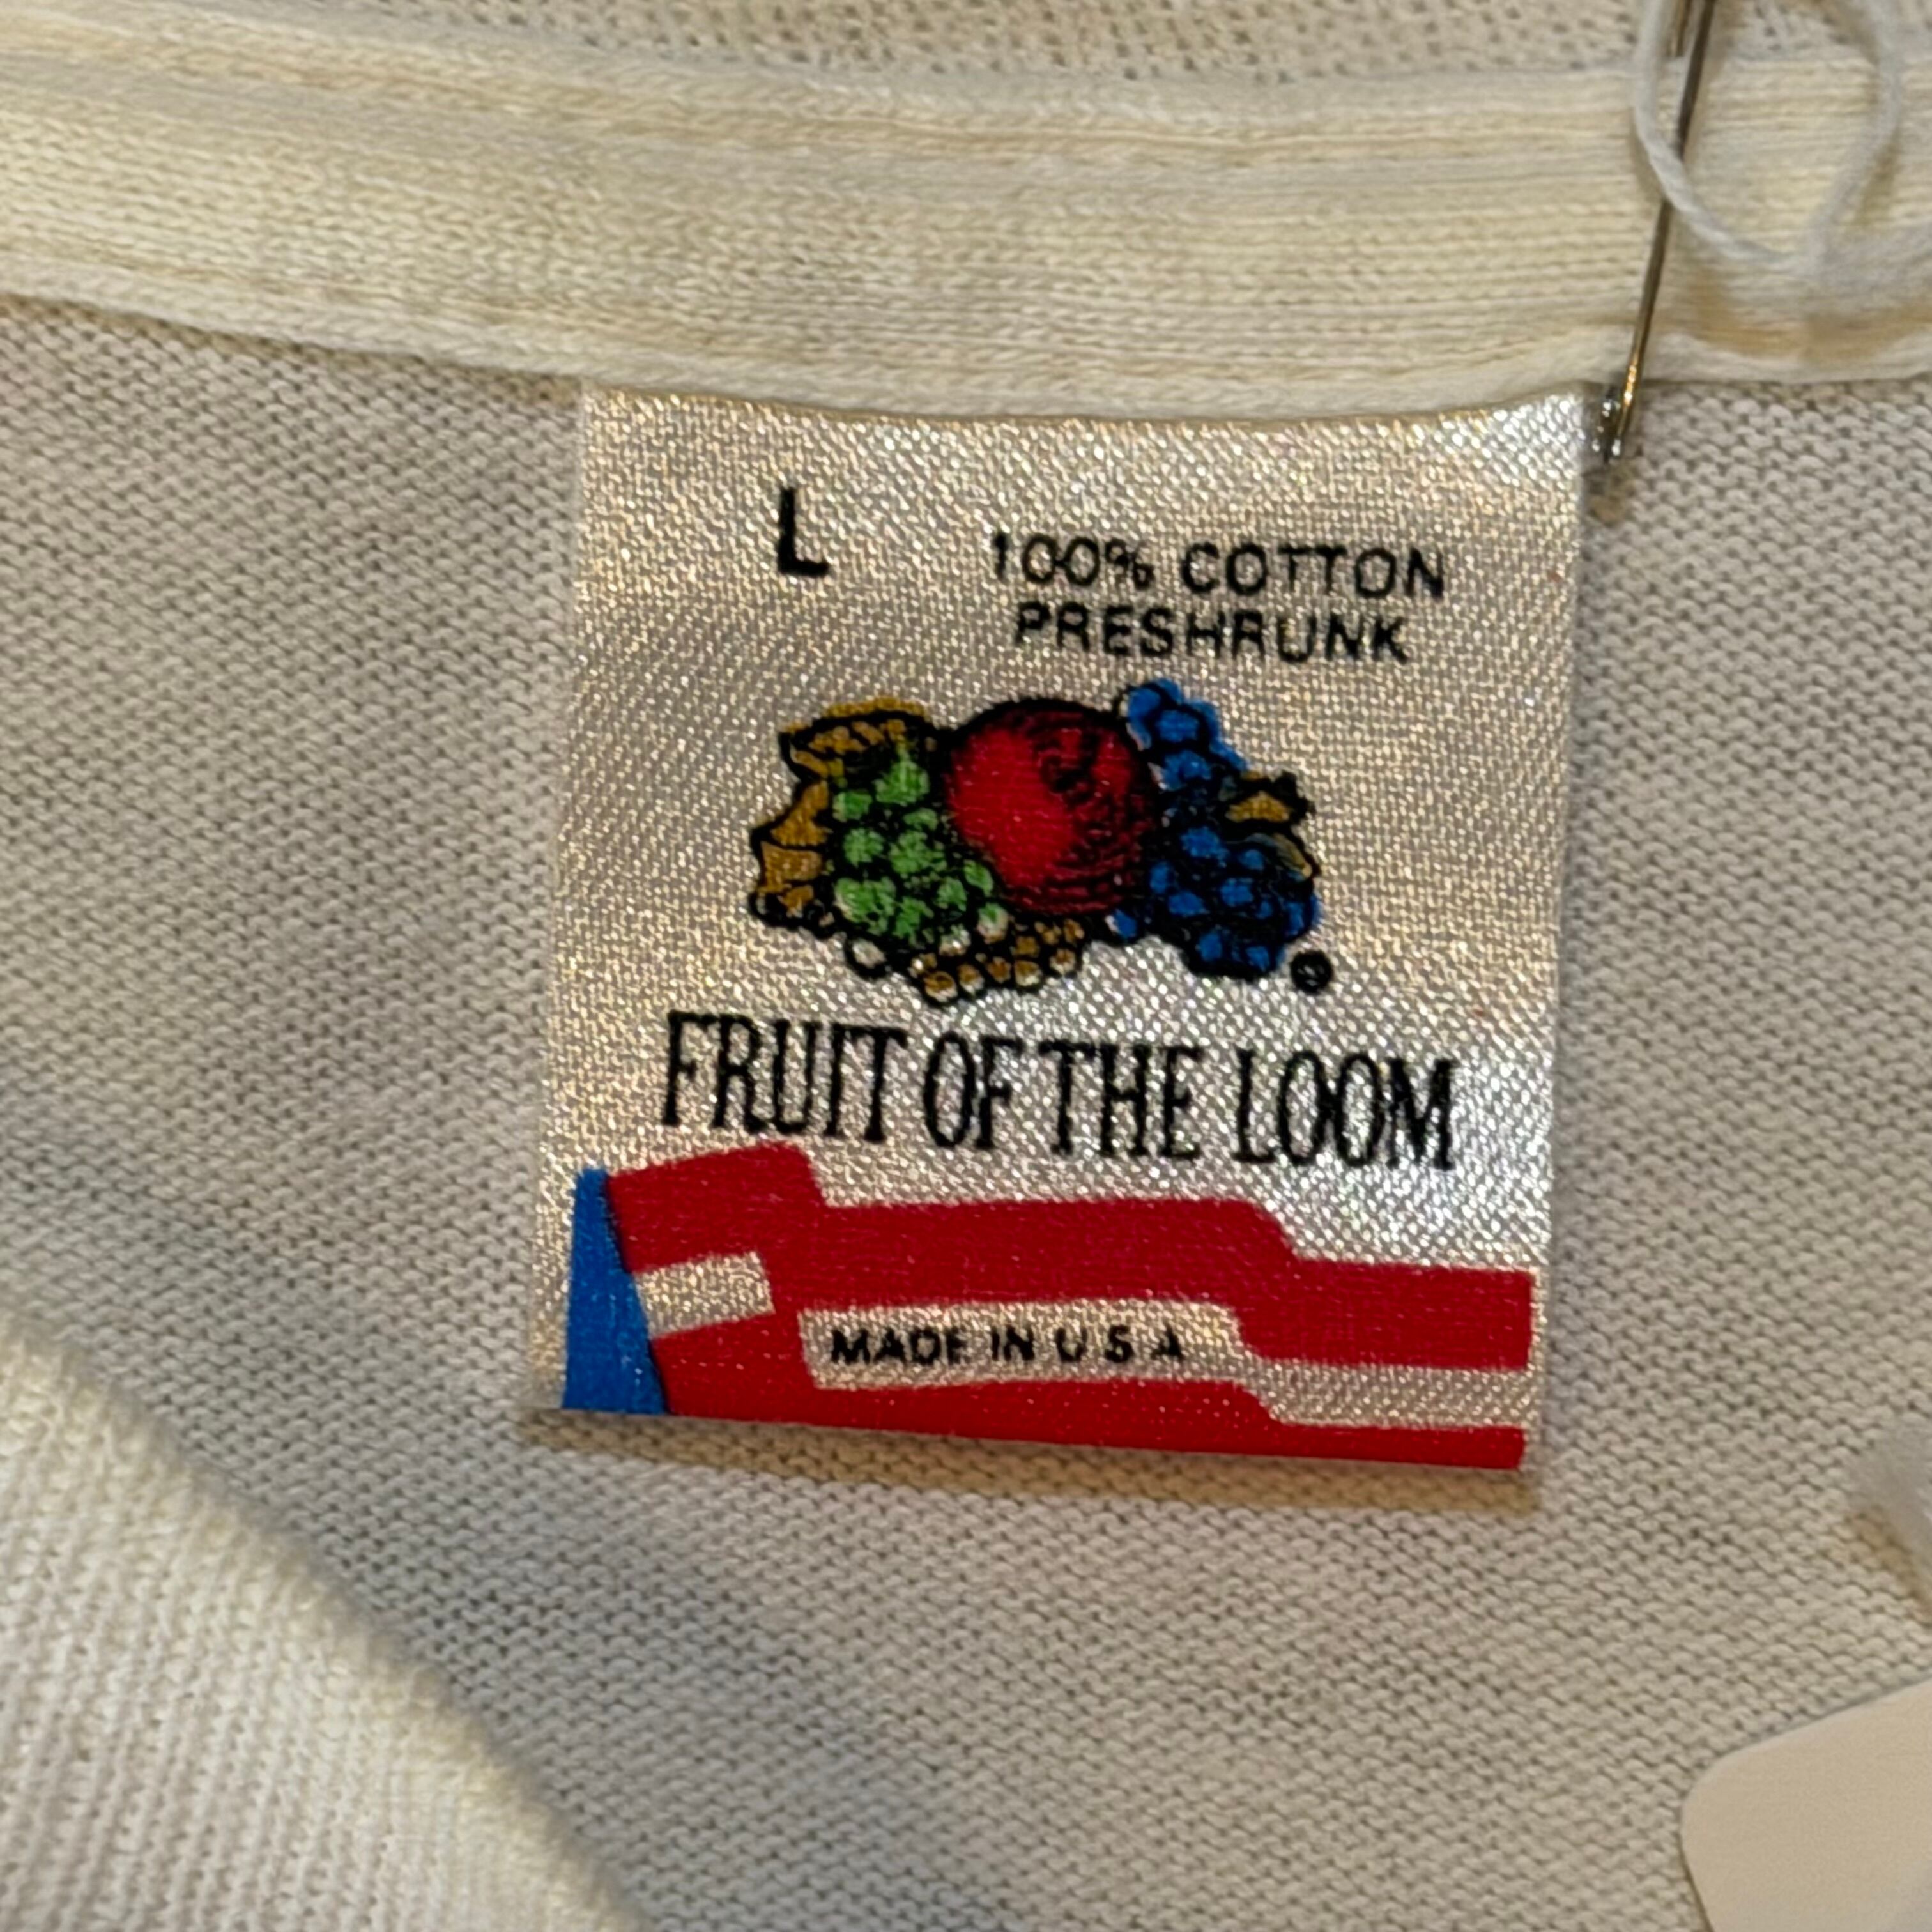 L
100% COTTON
PRESHRUNK
®
FRUIT OF THE LOOM
MADE IN U S A